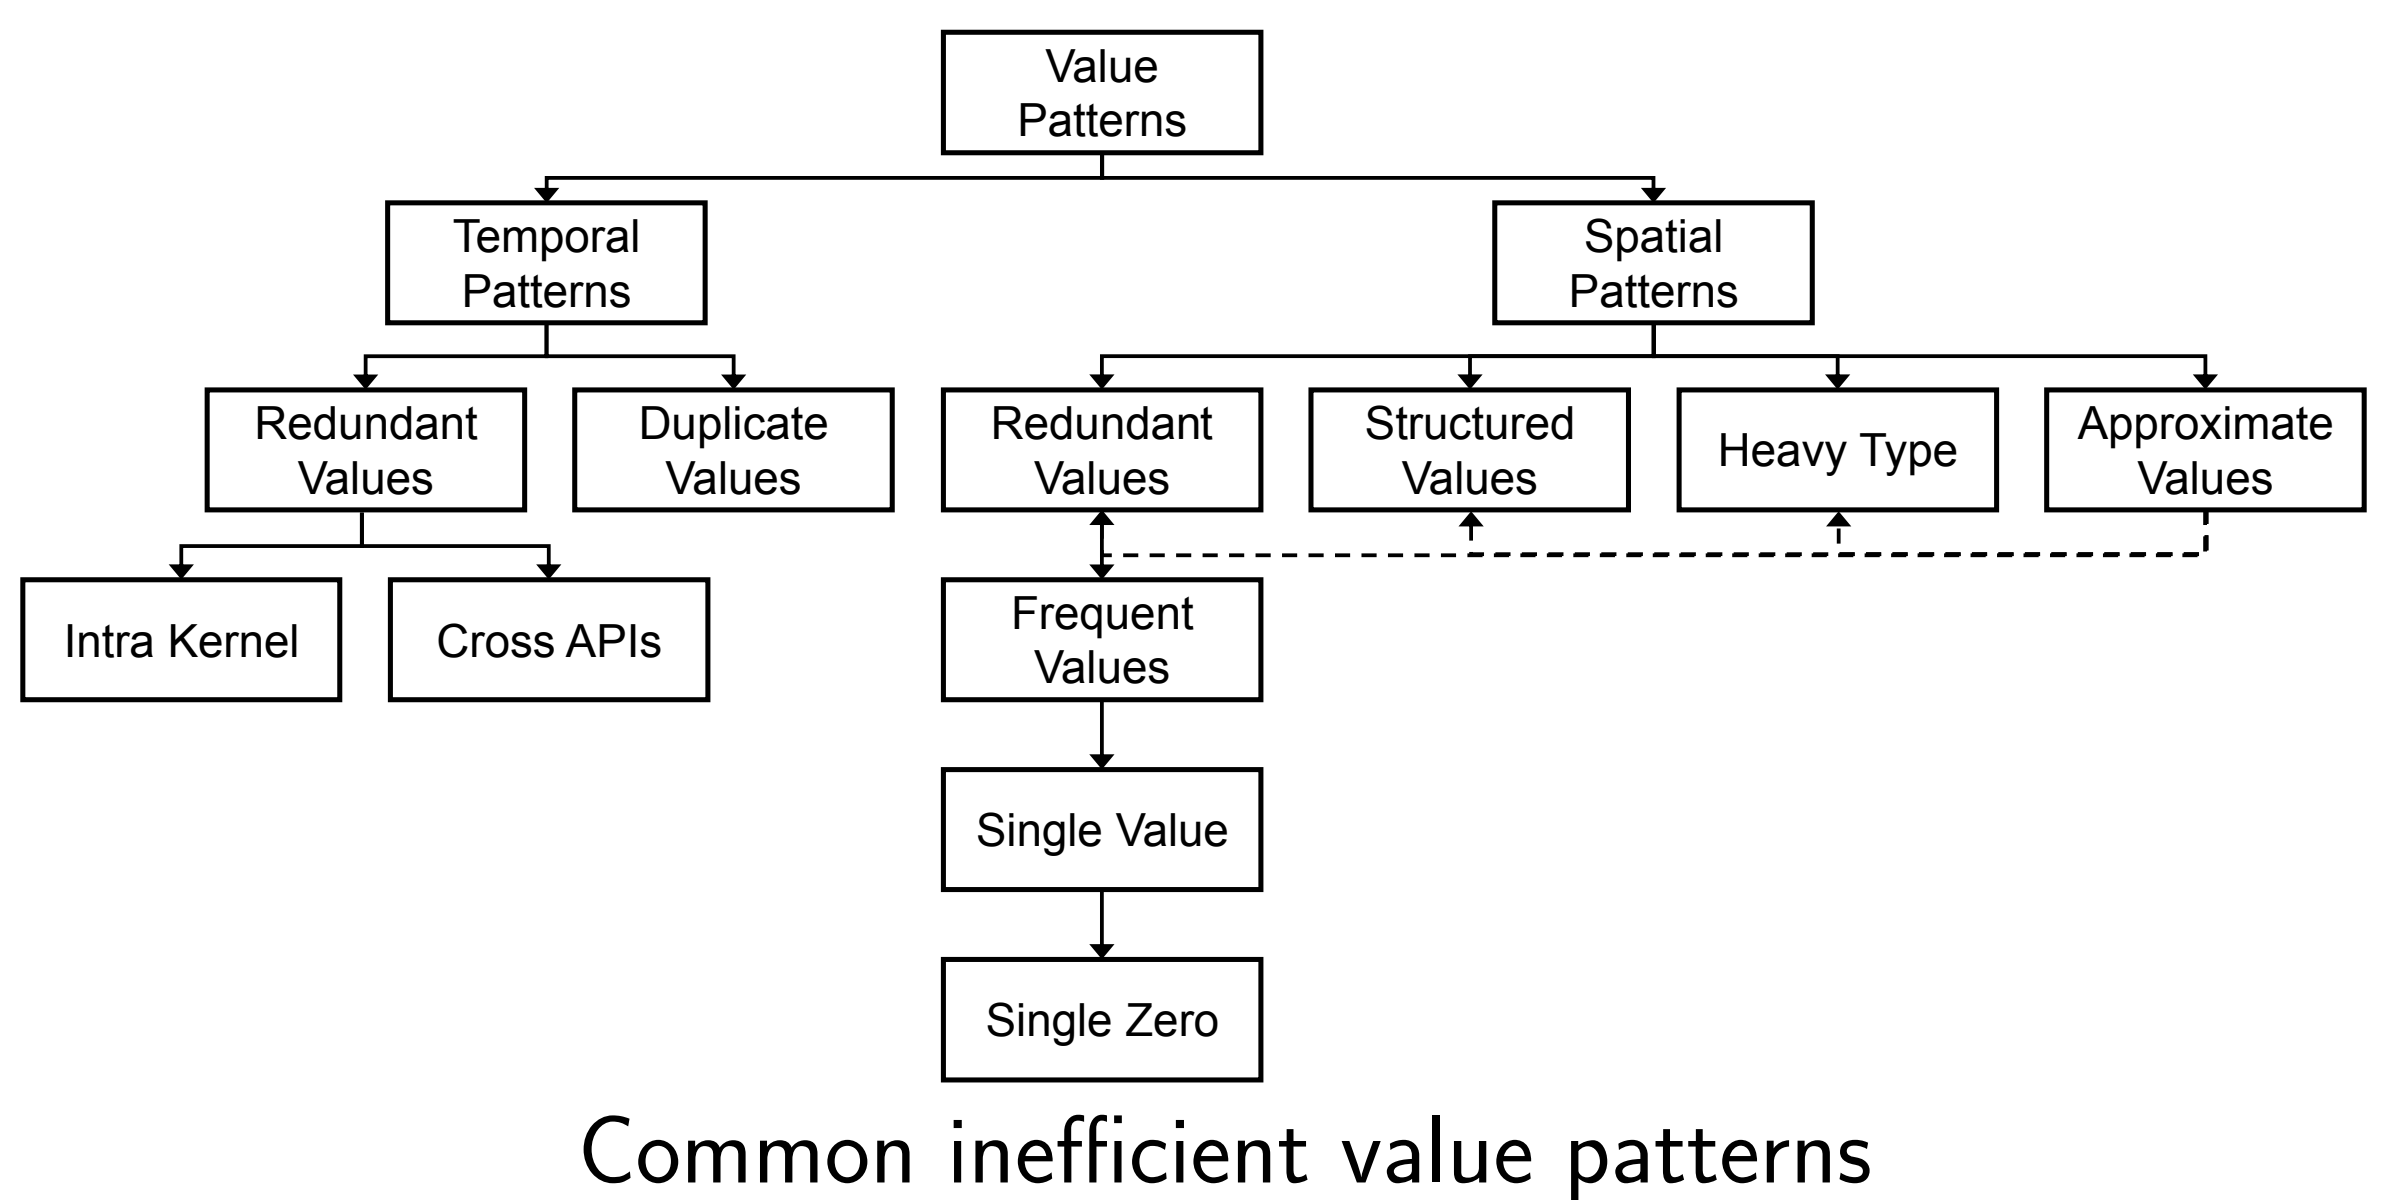 Value
Patterns
Temporal
Patterns
Spatial
Patterns
Redundant
Values
Duplicate
Values
Redundant
Values
Structured
Values
Heavy Type
Approximate
Values
Intra Kernel
Cross APIs
Frequent
Values
Single Value
Single Zero
Common inefficient value patterns